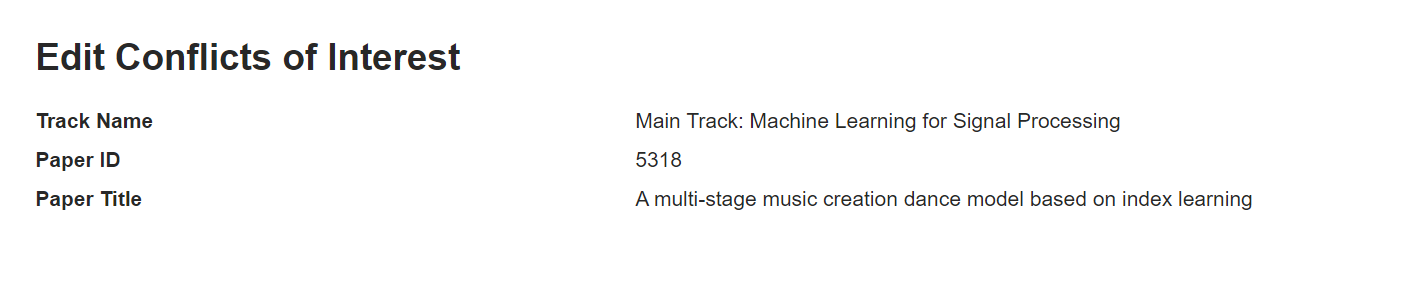 Edit Conflicts of Interest
Track Name Main Track: Machine Learning for Signal Processing
Paper ID 5318
Paper Title A multi-stage music creation dance model based on index learning